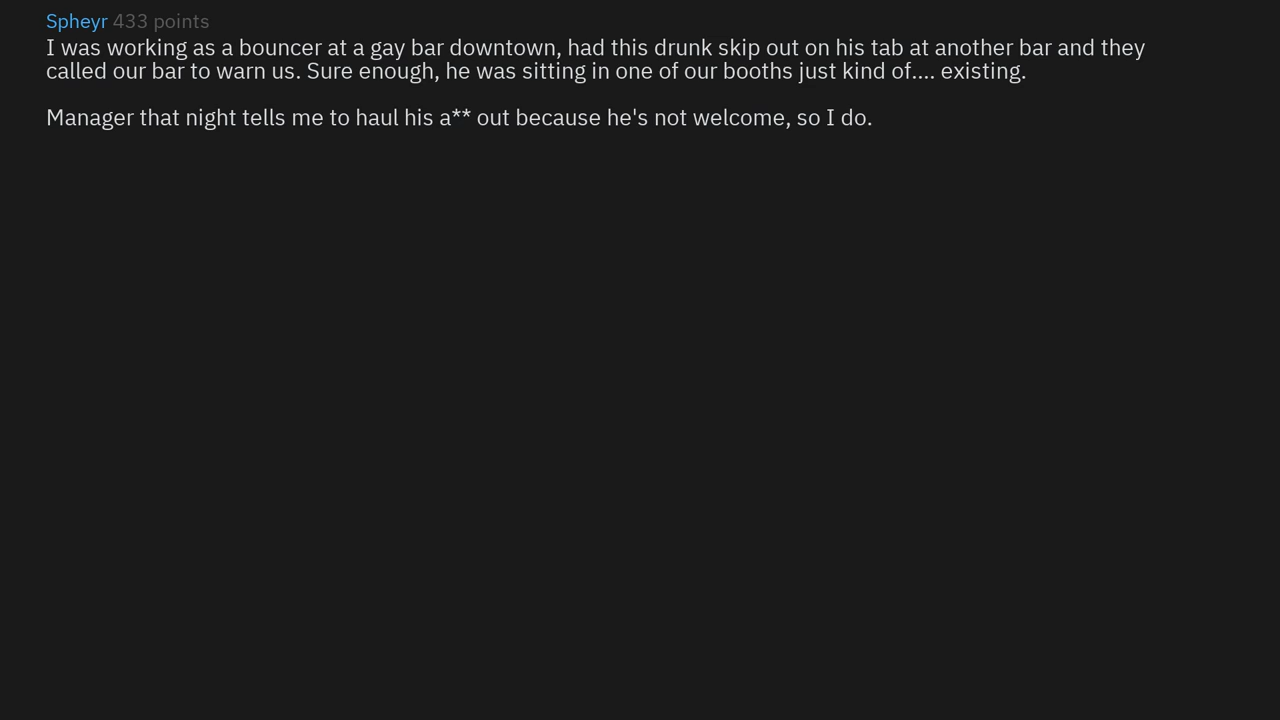 Spheyr 433 points
I was working as a bouncer at a gay bar downtown, had this drunk skip out on his tab at another bar and they
called our bar to warn us. Sure enough, he was sitting in one of our booths just kind of.... existing.
Manager that night tells me to haul his a** out because he's not welcome, so I do.